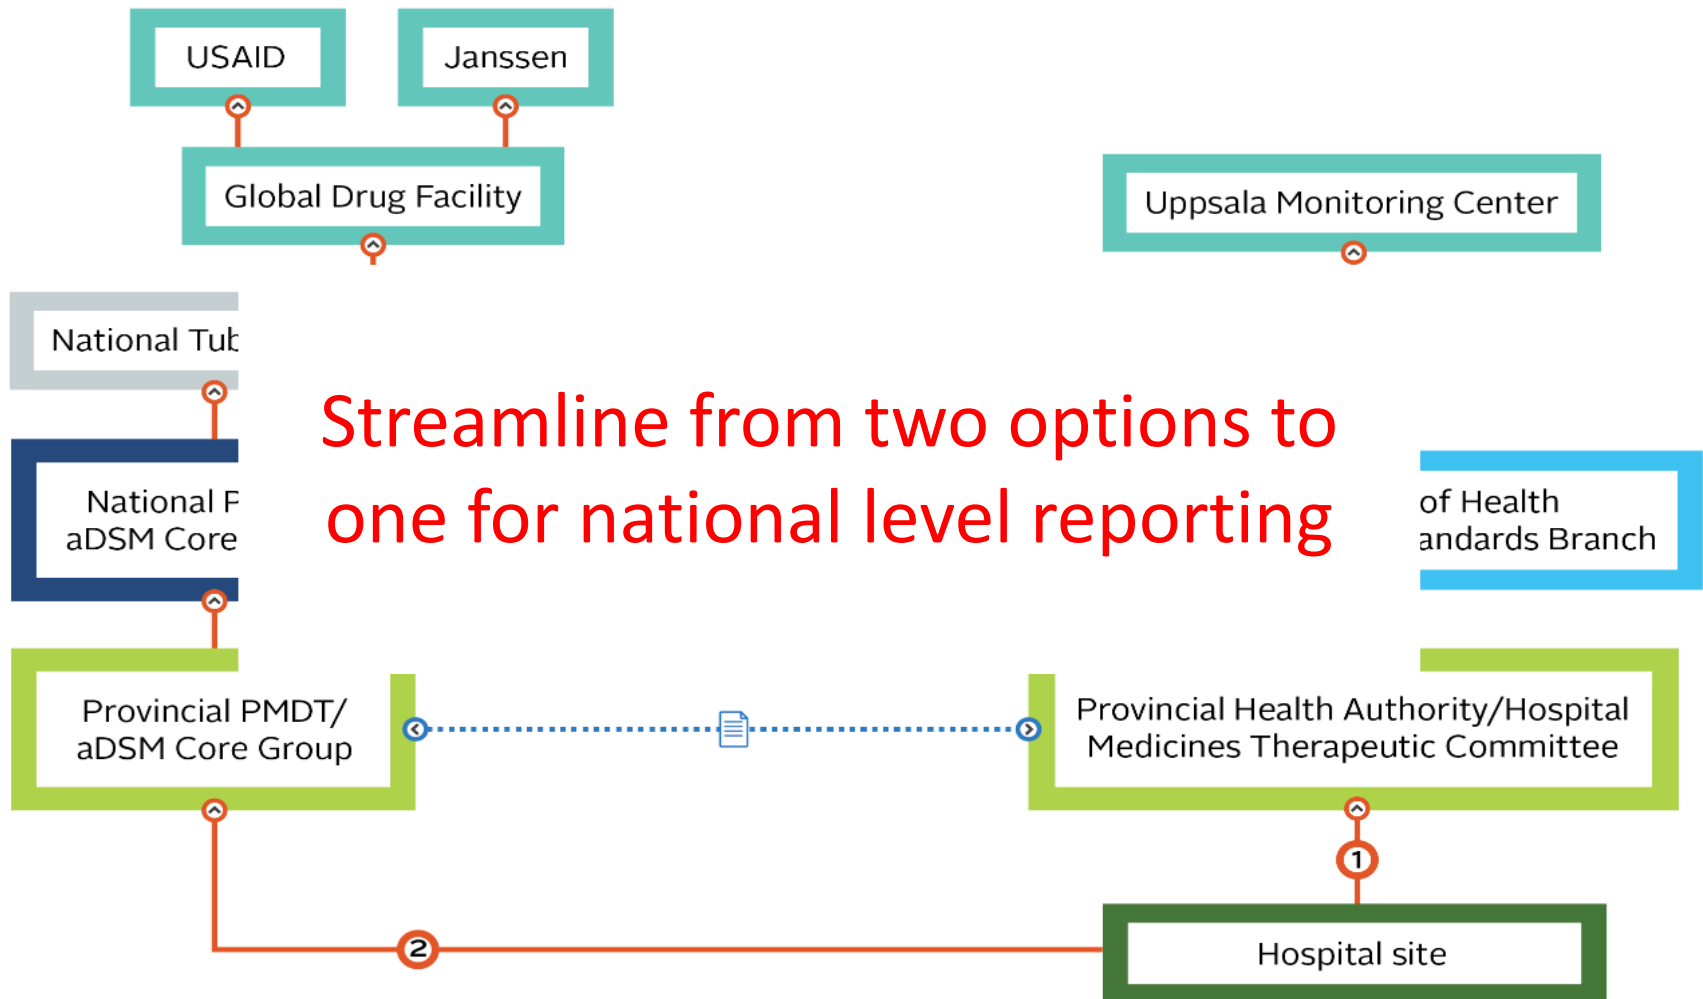 USAID
Janssen
Global Drug Facility
Uppsala Monitoring Center
National Tub
Streamline from two options to
one for national level reporting
National P
aDSM Core
of Health
andards Branch
Provincial PMDT/
aDSM Core Group
Provincial Health Authority/Hospital
Medicines Therapeutic Committee
1
2
Hospital site